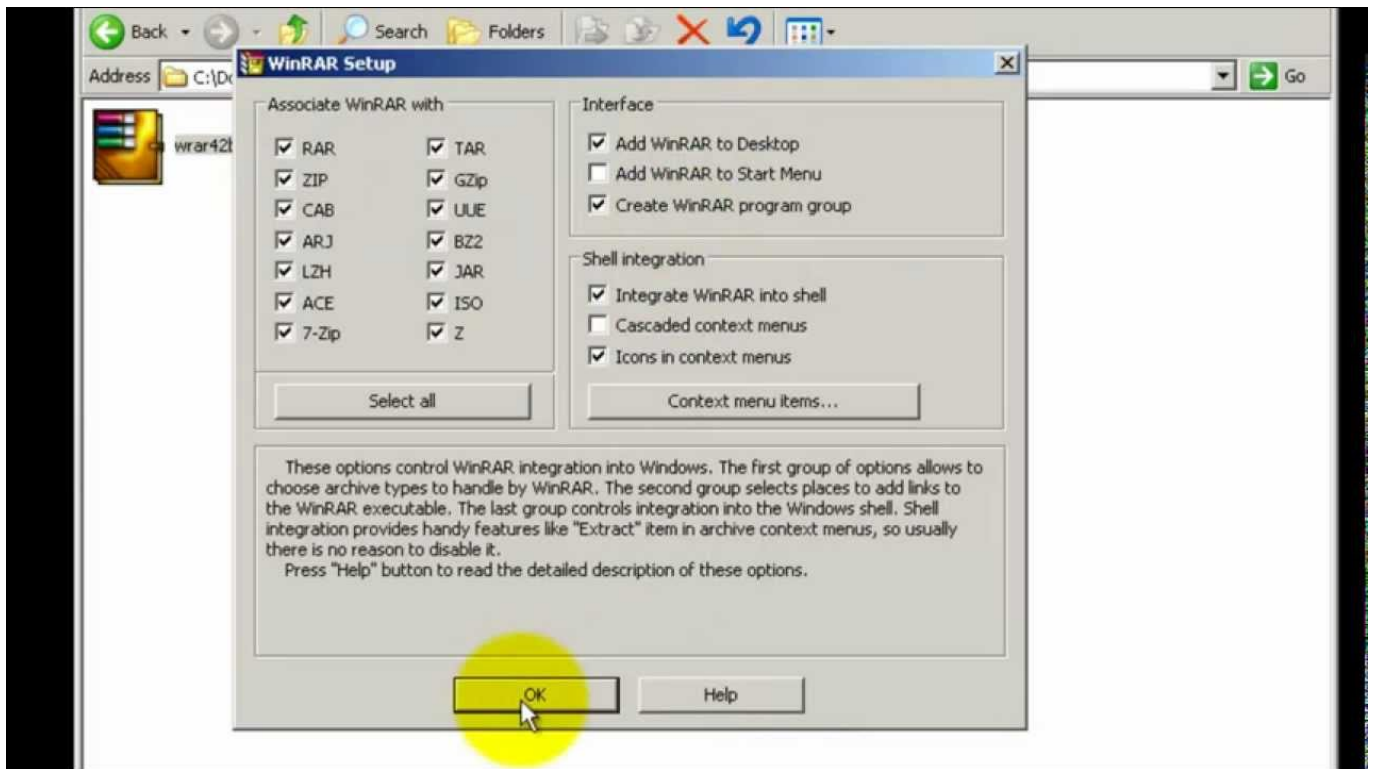 Back
Search
Folders
Address
C:\Do
Go
wrar42b
WinRAR Setup
Associate WinRAR with
RAR
TAR
ZIP
GZip
CAB
UUE
ARJ
BZ2
LZH
JAR
ACE
ISO
7-Zip
Z
Select all
Interface
Add WinRAR to Desktop
Add WinRAR to Start Menu
Create WinRAR program group
Shell integration
Integrate WinRAR into shell
Cascaded context menus
Icons in context menus
Context menu items...
These options control WinRAR integration into Windows. The first group of options allows to
choose archive types to handle by WinRAR. The second group selects places to add links to
the WinRAR executable. The last group controls integration into the Windows shell. Shell
integration provides handy features like "Extract" item in archive context menus, so usually
there is no reason to disable it.
Press "Help" button to read the detailed description of these options.
OK
Help